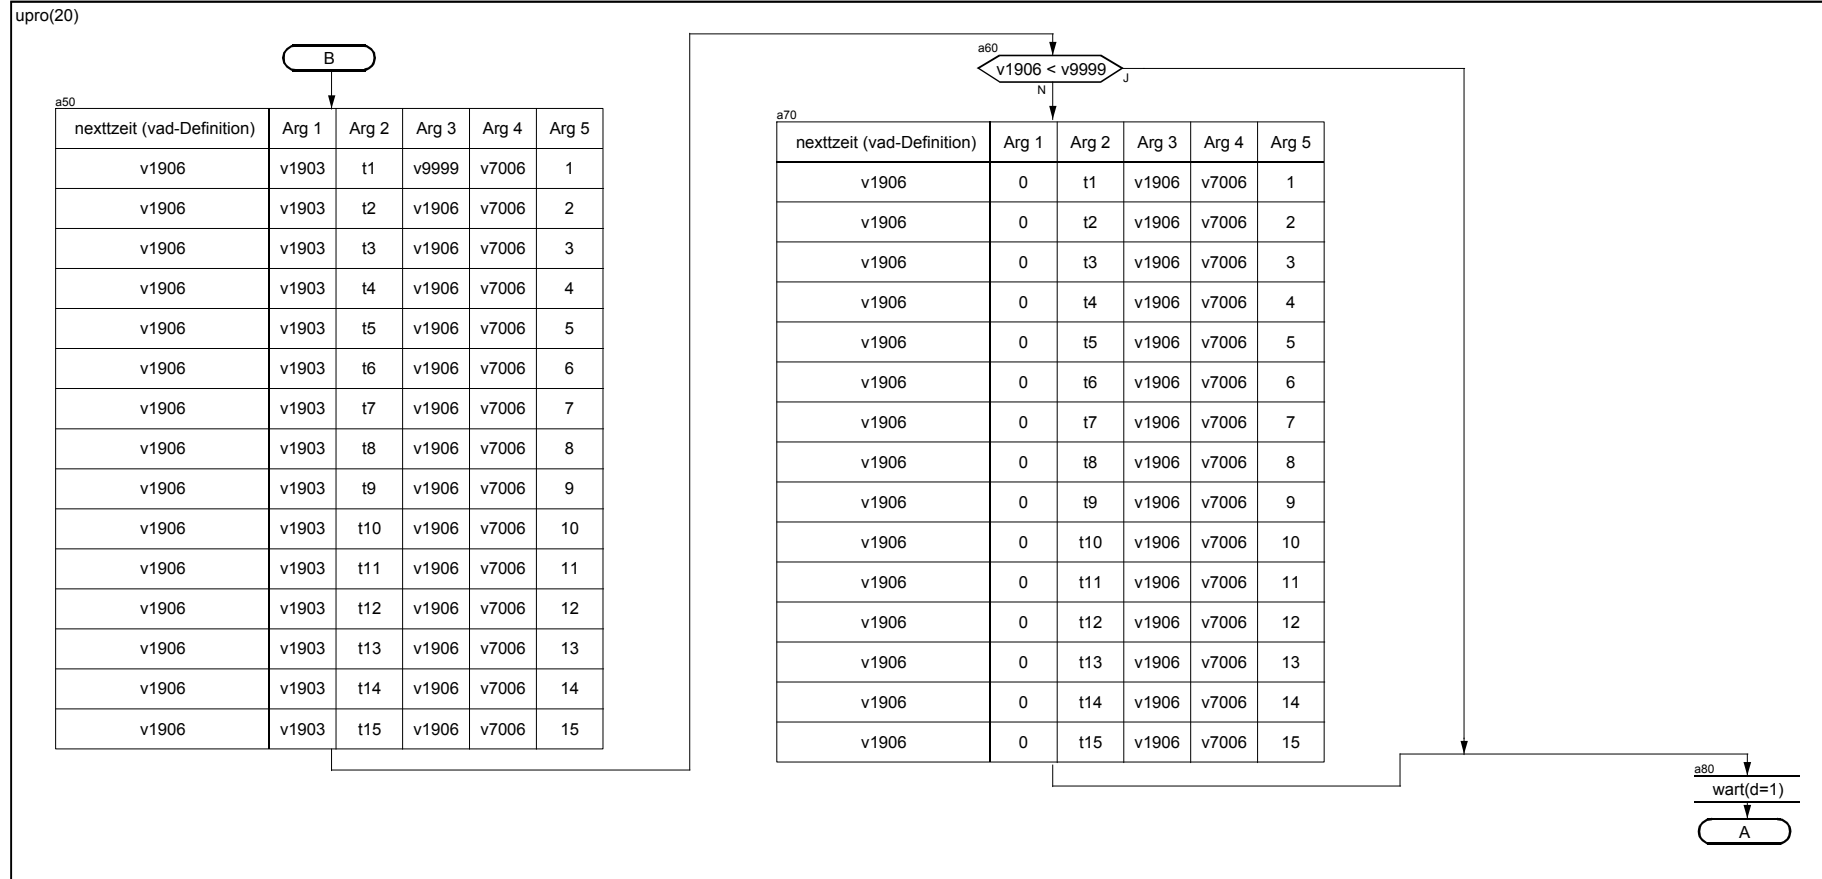 upro(20)
B
a50
nexttzeit (vad-Definition) Arg 1 Arg 2 Arg 3 Arg 4 Arg 5
v1906 v1903 t1 v9999 v7006 1
v1906 v1903 t2 v1906 v7006 2
v1906 v1903 t3 v1906 v7006 3
v1906 v1903 t4 v1906 v7006 4
v1906 v1903 t5 v1906 v7006 5
v1906 v1903 t6 v1906 v7006 6
v1906 v1903 t7 v1906 v7006 7
v1906 v1903 t8 v1906 v7006 8
v1906 v1903 t9 v1906 v7006 9
v1906 v1903 t10 v1906 v7006 10
v1906 v1903 t11 v1906 v7006 11
v1906 v1903 t12 v1906 v7006 12
v1906 v1903 t13 v1906 v7006 13
v1906 v1903 t14 v1906 v7006 14
v1906 v1903 t15 v1906 v7006 15
a60
v1906 < v9999
J
N
a70
nexttzeit (vad-Definition) Arg 1 Arg 2 Arg 3 Arg 4 Arg 5
v1906 0 t1 v1906 v7006 1
v1906 0 t2 v1906 v7006 2
v1906 0 t3 v1906 v7006 3
v1906 0 t4 v1906 v7006 4
v1906 0 t5 v1906 v7006 5
v1906 0 t6 v1906 v7006 6
v1906 0 t7 v1906 v7006 7
v1906 0 t8 v1906 v7006 8
v1906 0 t9 v1906 v7006 9
v1906 0 t10 v1906 v7006 10
v1906 0 t11 v1906 v7006 11
v1906 0 t12 v1906 v7006 12
v1906 0 t13 v1906 v7006 13
v1906 0 t14 v1906 v7006 14
v1906 0 t15 v1906 v7006 15
a80
wart(d=1)
A